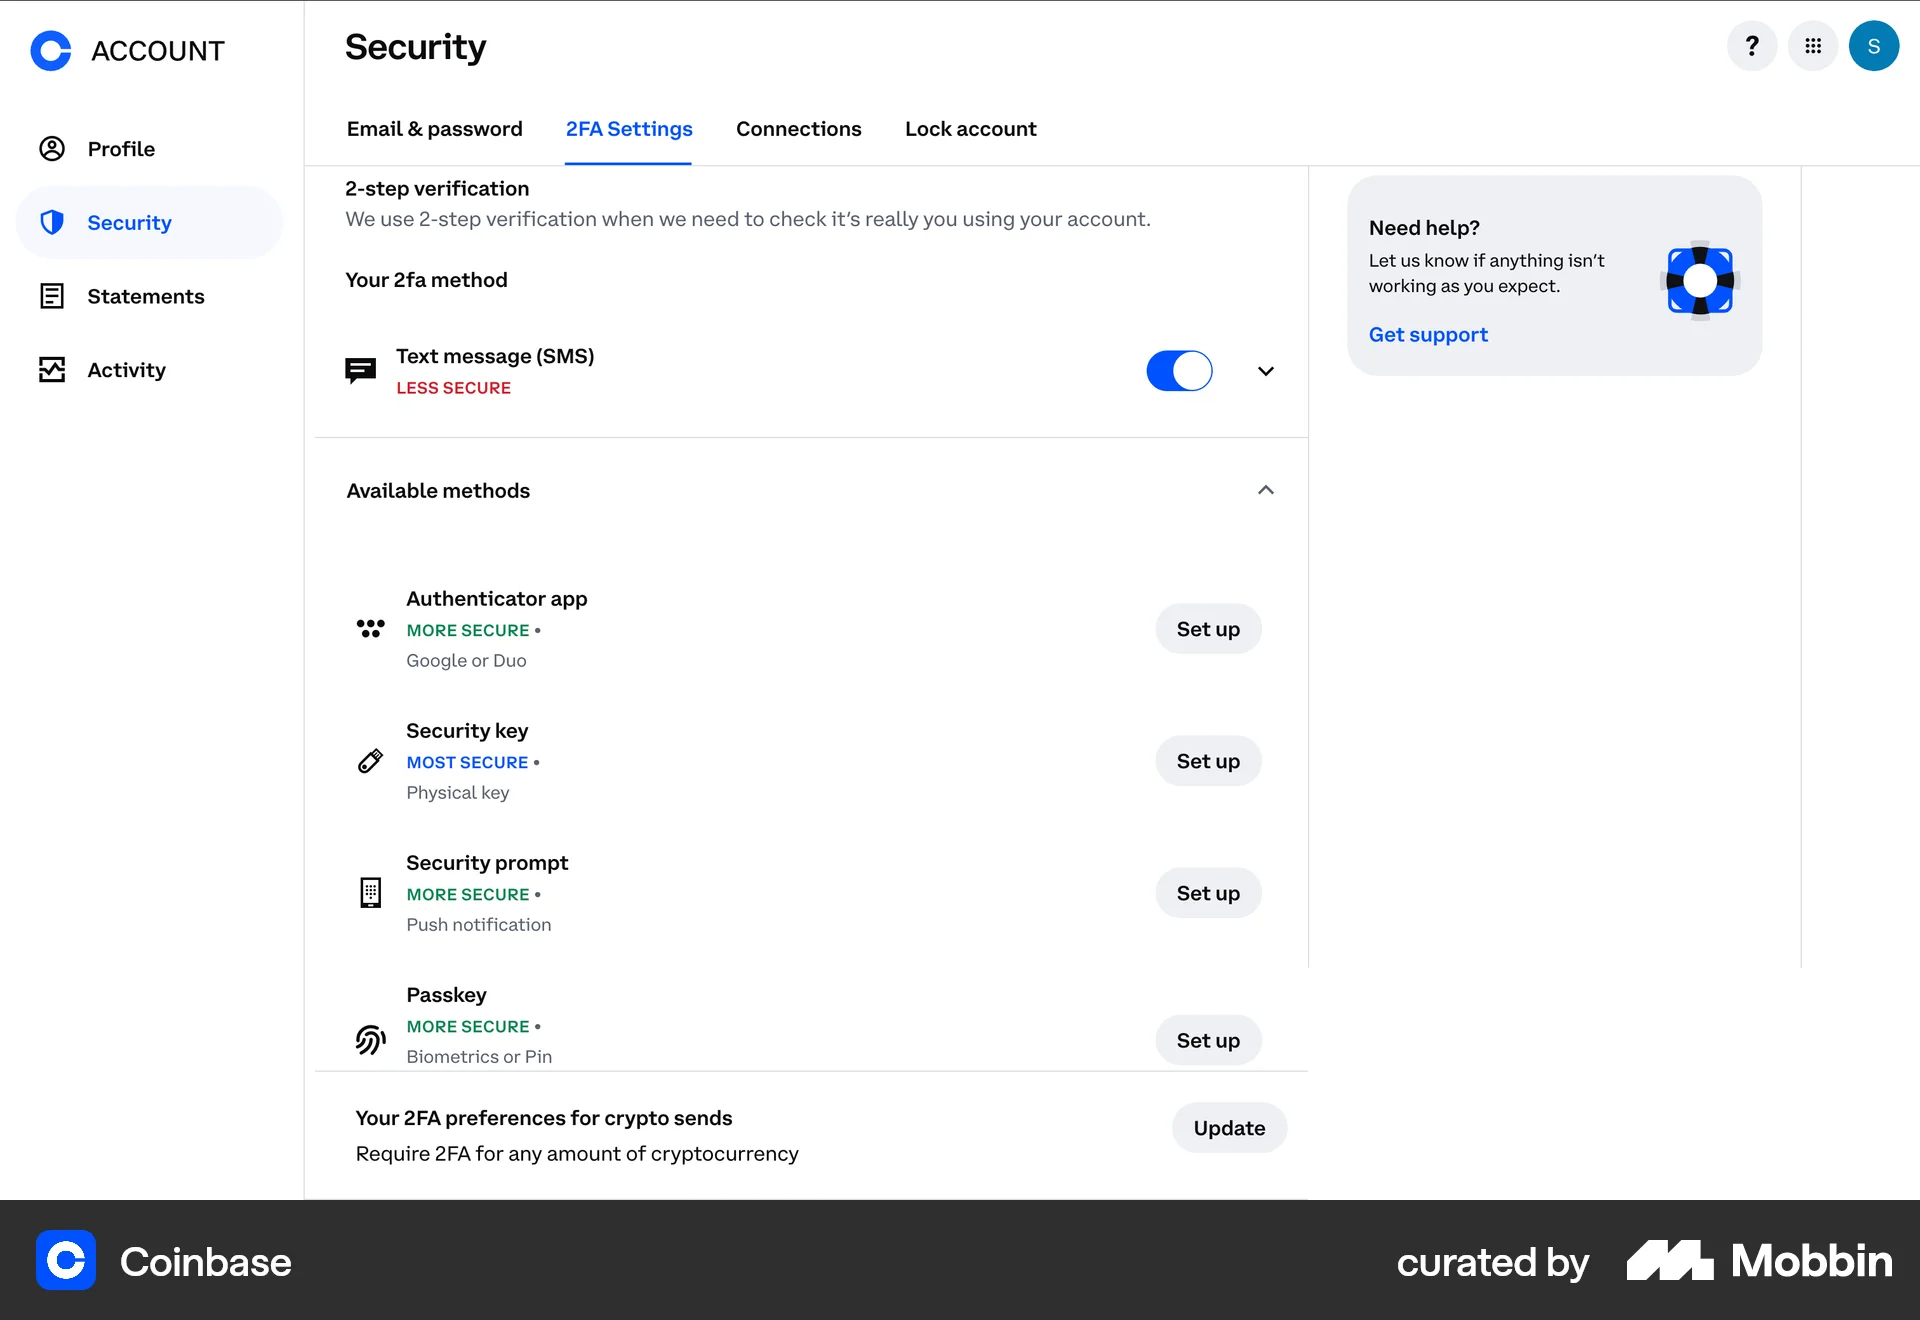 ACCOUNT
Profile
Security
Statements
Activity
Security
?
S
Email & password
2FA Settings
Connections
Lock account
2-step verification
We use 2-step verification when we need to check it’s really you using your account.
Your 2fa method
Text message (SMS)
LESS SECURE
Available methods
Authenticator app
MORE SECURE •
Google or Duo
Set up
Security key
MOST SECURE •
Physical key
Set up
Security prompt
MORE SECURE •
Push notification
Set up
Passkey
MORE SECURE •
Biometrics or Pin
Set up
Your 2FA preferences for crypto sends
Require 2FA for any amount of cryptocurrency
Update
Need help?
Let us know if anything isn’t
working as you expect.
Get support
Coinbase
curated by
Mobbin